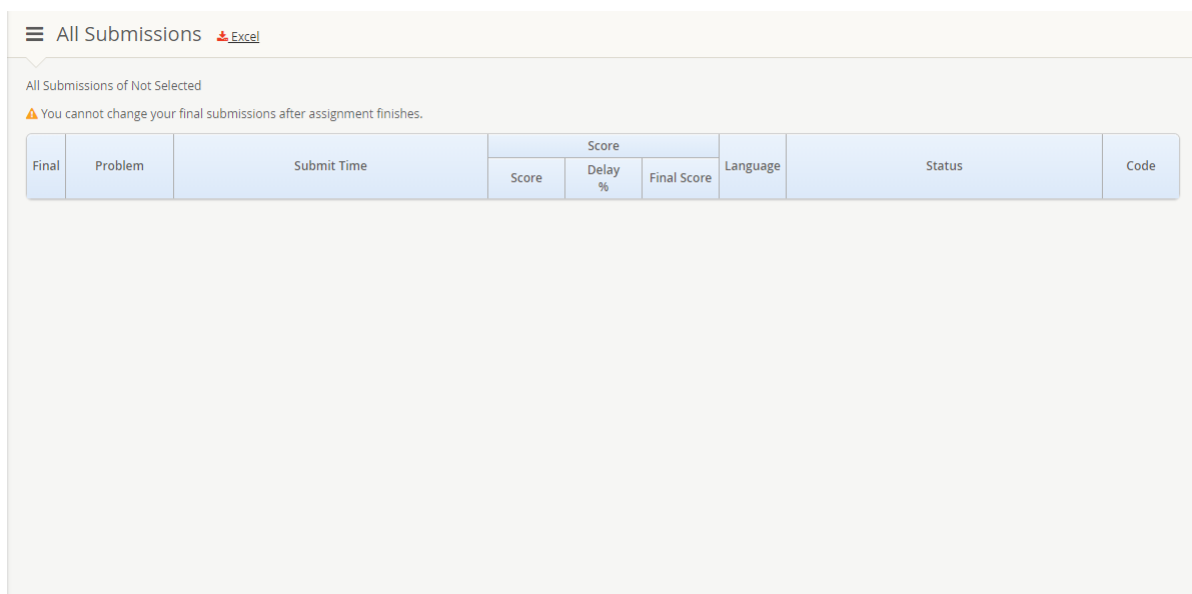 All Submissions Excel
All Submissions of Not Selected
You cannot change your final submissions after assignment finishes.
Final Problem Submit Time Score Language Status Code
Score Delay % Final Score